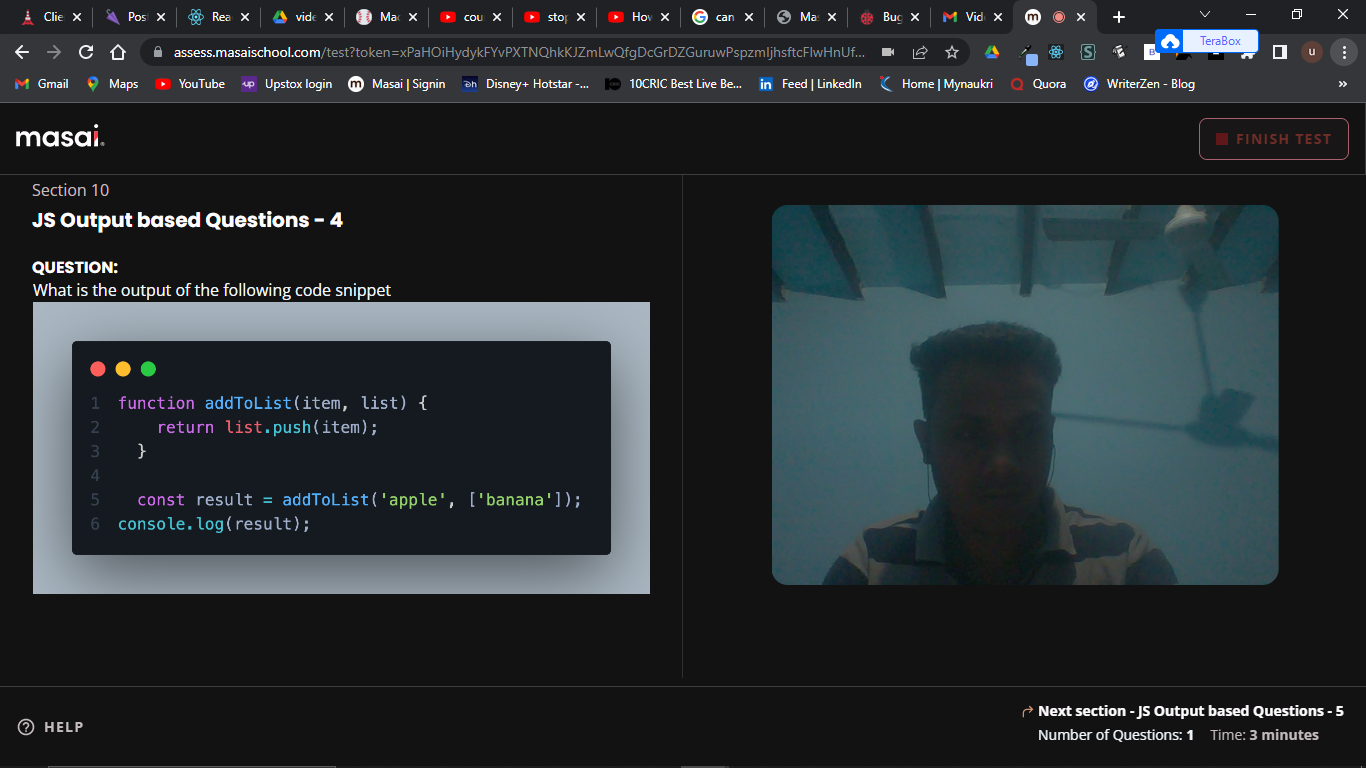 Clie
Post
Rea
vide
Mac
cou
stop
How
can
Mas
Bug
Vid
m
assess.masaischool.com/test?token=xPaHOiHydykFYvPXTNQhkKJZmLwQfgDcGrDZGuruwPspzmIjhsftcFlwHnUf...
TeraBox
u
Gmail
Maps
YouTube
up Upstox login
m Masai | Signin
Disney+ Hotstar -...
10CRIC Best Live Be...
in Feed | LinkedIn
Home | Mynaukri
Quora
WriterZen - Blog
»
masai.
FINISH TEST
Section 10
JS Output based Questions - 4
QUESTION:
What is the output of the following code snippet
1 function addToList(item, list) {
2 return list.push(item);
3 }
4
5 const result = addToList('apple', ['banana']);
6 console.log(result);
HELP
Next section - JS Output based Questions - 5
Number of Questions: 1 Time: 3 minutes